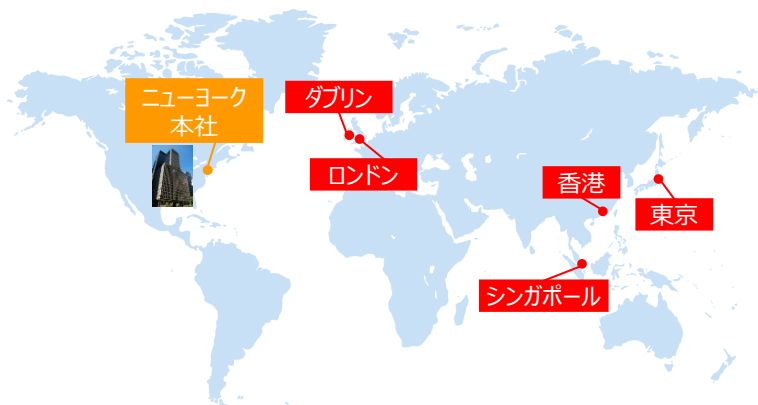 ニューヨーク
本社
ダブリン
ロンドン
香港
東京
シンガポール